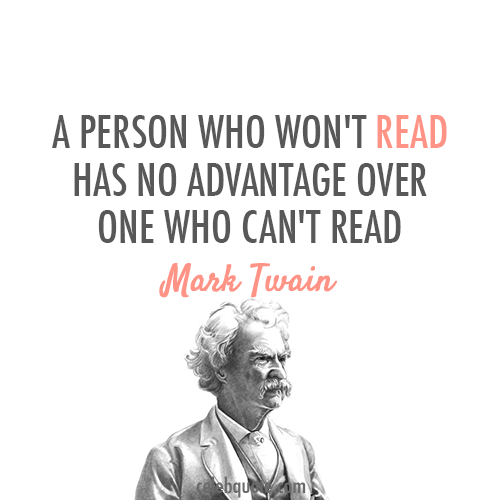 A PERSON WHO WON'T READ
HAS NO ADVANTAGE OVER
ONE WHO CAN'T READ
Mark Twain
celebquote.com